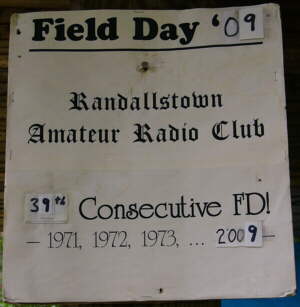 Field Day '09
Randallstown
Amateur Radio Club
39th Consecutive FD!
– 1971, 1972, 1973, ... 2009 –